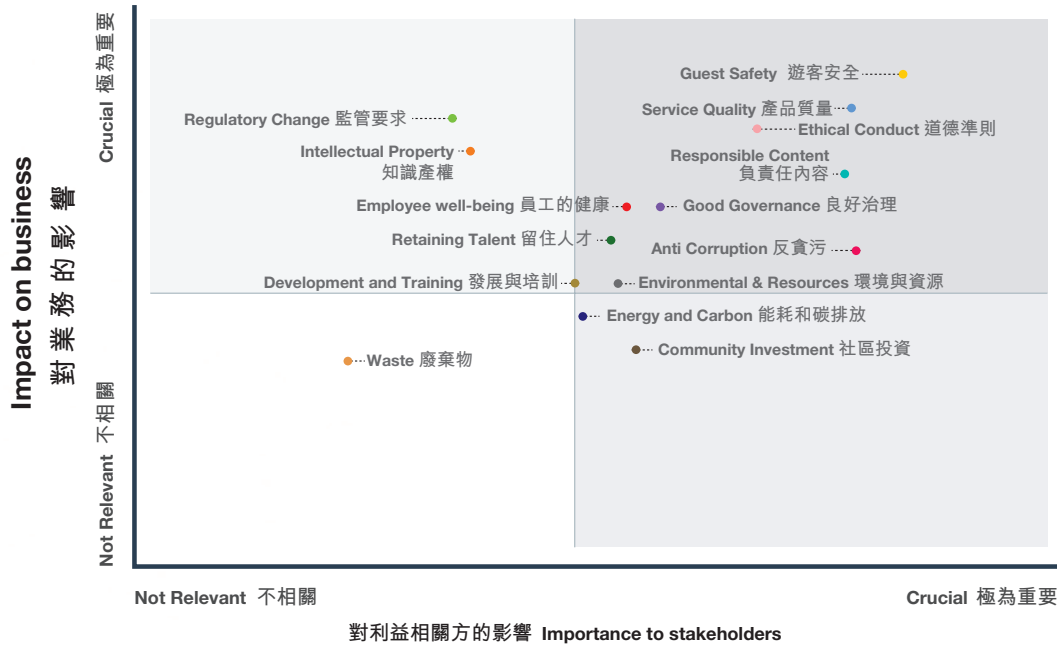 Crucial 極為重要
Impact on business
對業務的影響
Not Relevant 不相關
Guest Safety 遊客安全
Service Quality 產品質量
Regulatory Change 監管要求
Ethical Conduct 道德準則
Intellectual Property
知識產權
Responsible Content
負責任內容
Employee well-being 員工的健康
Good Governance 良好治理
Retaining Talent 留住人才
Anti Corruption 反貪污
Development and Training 發展與培訓
Environmental & Resources 環境與資源
Energy and Carbon 能耗和碳排放
Community Investment 社區投資
Waste 廢棄物
Not Relevant 不相關
Crucial 極為重要
對利益相關方的影響 Importance to stakeholders